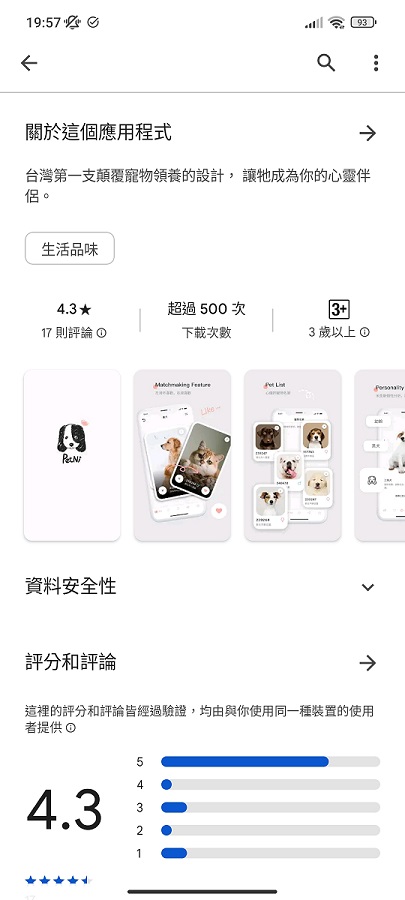 19:57
93
關於這個應用程式
台灣第一支顛覆寵物領養的設計， 讓牠成為你的心靈伴
侶。
生活品味
4.3★
17 則評論
超過 500 次
下載次數
3+
3 歲以上
PetNi
Matchmaking Feature
Like~
Pet List
Personality
資料安全性
評分和評論
這裡的評分和評論皆經過驗證，均由與你使用同一種裝置的使用
者提供
4.3
5
4
3
2
1